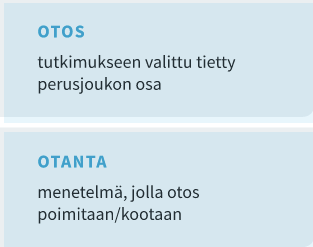 OTOS
tutkimukseen valittu tietty
perusjoukon osa
OTANTA
menetelmä, jolla otos
poimitaan/kootaan